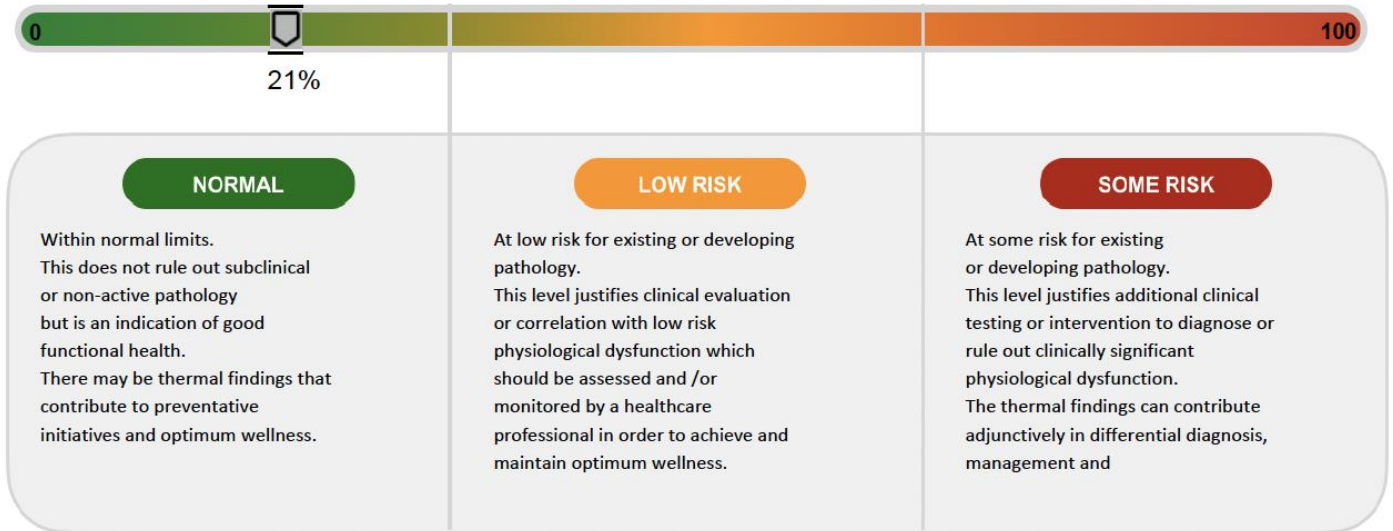 0
100
21%
NORMAL
Within normal limits.
This does not rule out subclinical
or non-active pathology
but is an indication of good
functional health.
There may be thermal findings that
contribute to preventative
initiatives and optimum wellness.
LOW RISK
At low risk for existing or developing
pathology.
This level justifies clinical evaluation
or correlation with low risk
physiological dysfunction which
should be assessed and /or
monitored by a healthcare
professional in order to achieve and
maintain optimum wellness.
SOME RISK
At some risk for existing
or developing pathology.
This level justifies additional clinical
testing or intervention to diagnose or
rule out clinically significant
physiological dysfunction.
The thermal findings can contribute
adjunctively in differential diagnosis,
management and